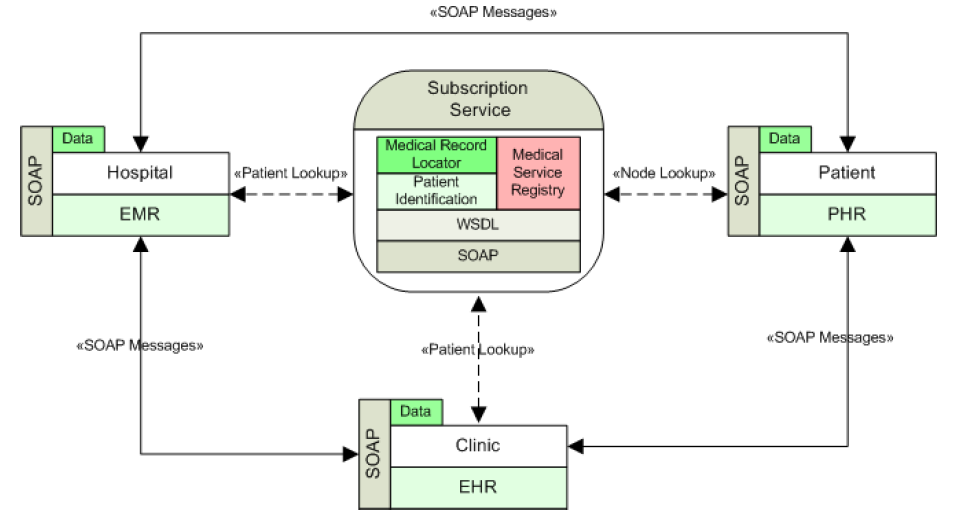 «SOAP Messages»
Subscription
Service
Data
Medical Record
Locator
Medical
Service
Registry
Data
SOAP
Hospital
«Patient Lookup»
Patient
Identification
«Node Lookup»
SOAP
Patient
EMR
WSDL
PHR
SOAP
«SOAP Messages»
«Patient Lookup»
«SOAP Messages»
Data
SOAP
Clinic
EHR